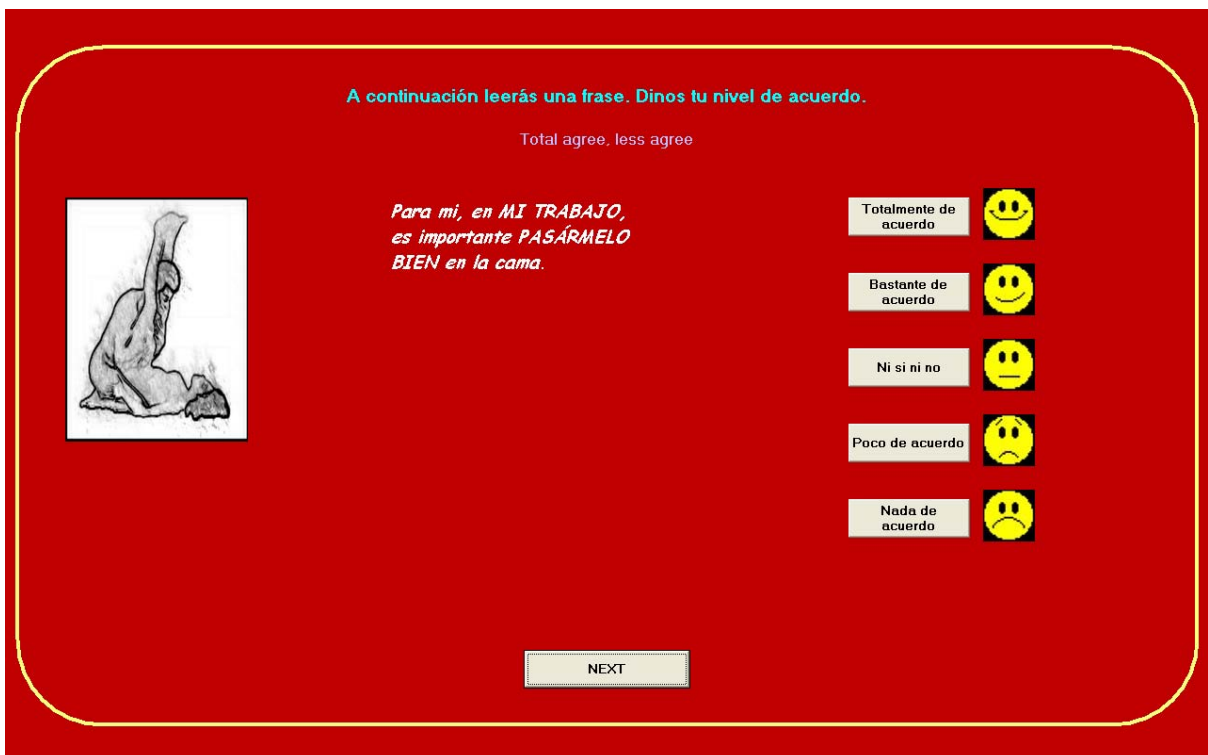 A continuación leerás una frase. Dinos tu nivel de acuerdo.
Total agree, less agree
Para mi, en MI TRABAJO,
es importante PASÁRMELO
BIEN en la cama.
Totalmente de
acuerdo
Bastante de
acuerdo
Ni si ni no
Poco de acuerdo
Nada de
acuerdo
NEXT